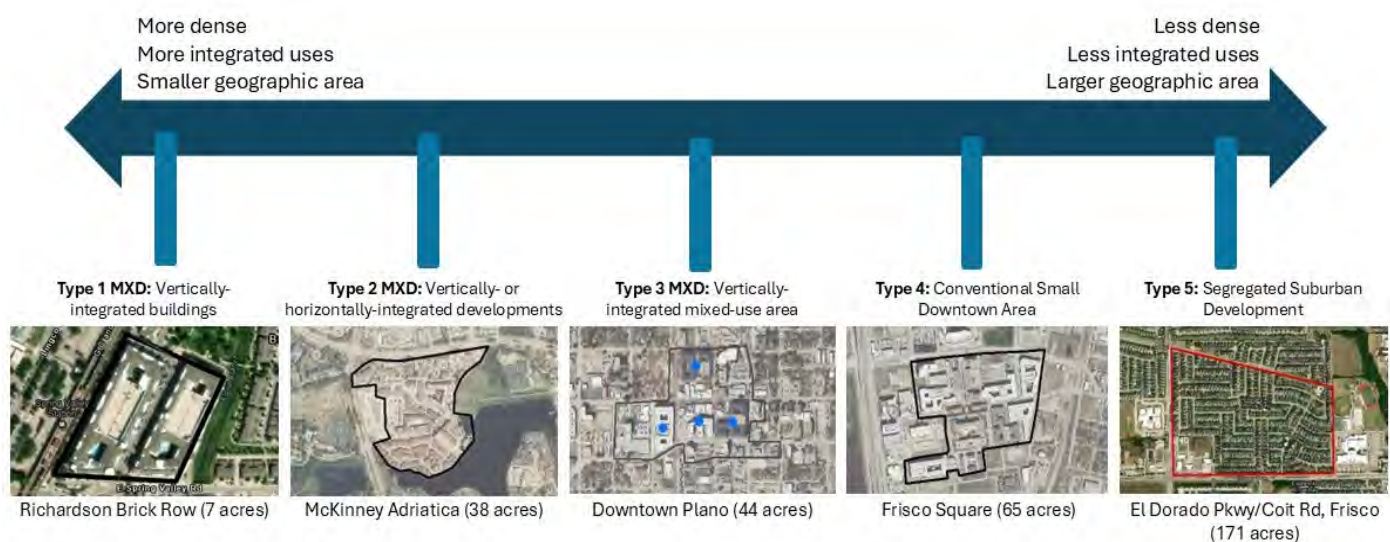 More dense
More integrated uses
Smaller geographic area
Less dense
Less integrated uses
Larger geographic area
Type 1 MXD: Vertically-
integrated buildings
Type 2 MXD: Vertically- or
horizontally-integrated developments
Type 3 MXD: Vertically-
integrated mixed-use area
Type 4: Conventional Small
Downtown Area
Type 5: Segregated Suburban
Development
E Spring Valley Rd
Richardson Brick Row (7 acres)
McKinney Adriatica (38 acres)
Downtown Plano (44 acres)
Frisco Square (65 acres)
El Dorado Pkwy/Coit Rd, Frisco
(171 acres)